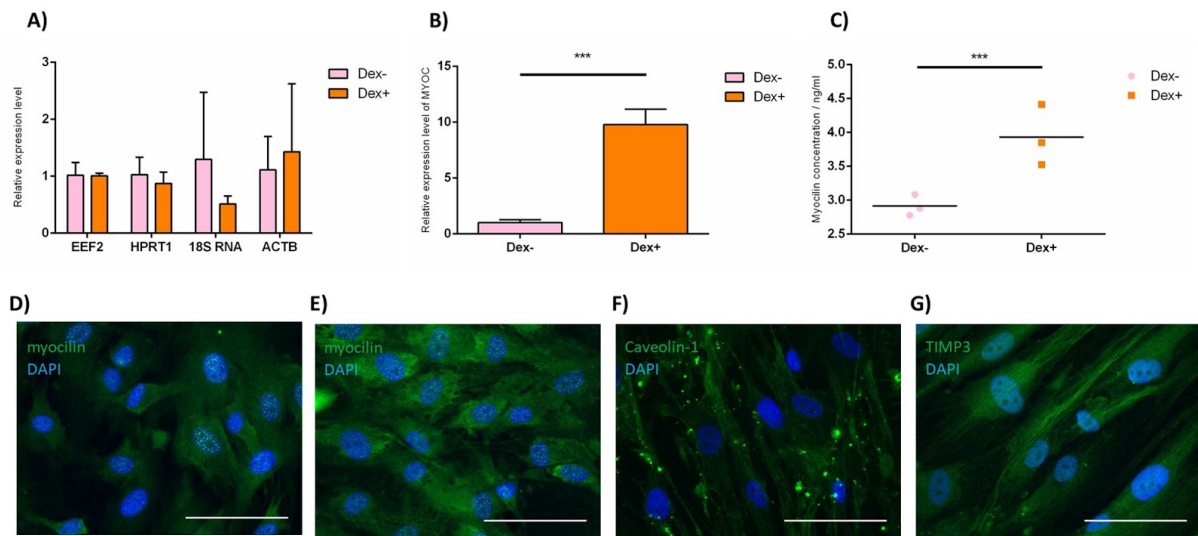 A)
Relative expression level
3
2
1
0
EEF2 HPRT1 18S RNA ACTB
Dex-
Dex+
B)
***
Relative expression level of MYOC
15
10
5
0
Dex- Dex+
Dex-
Dex+
C)
***
Myocilin concentration / ng/ml
5.0
4.5
4.0
3.5
3.0
2.5
Dex- Dex+
Dex-
Dex+
D)
myocilin
DAPI
E)
myocilin
DAPI
F)
Caveolin-1
DAPI
G)
TIMP3
DAPI